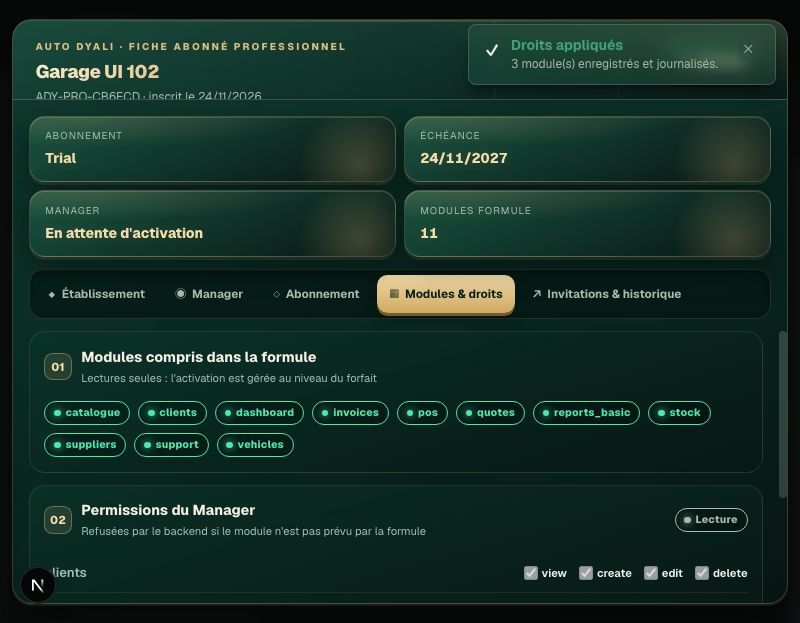 AUTO DYALI · FICHE ABONNÉ PROFESSIONNEL
Garage UI 102
ADY-PRO-CB6ECD · inscrit le 24/11/2026
Droits appliqués
3 module(s) enregistrés et journalisés.
ABONNEMENT
Trial
ÉCHÉANCE
24/11/2027
MANAGER
En attente d'activation
MODULES FORMULE
11
Établissement
Manager
Abonnement
Modules & droits
Invitations & historique
01
Modules compris dans la formule
Lectures seules : l'activation est gérée au niveau du forfait
catalogue
clients
dashboard
invoices
pos
quotes
reports_basic
stock
suppliers
support
vehicles
02
Permissions du Manager
Refusées par le backend si le module n'est pas prévu par la formule
Lecture
lients
view
create
edit
delete
N